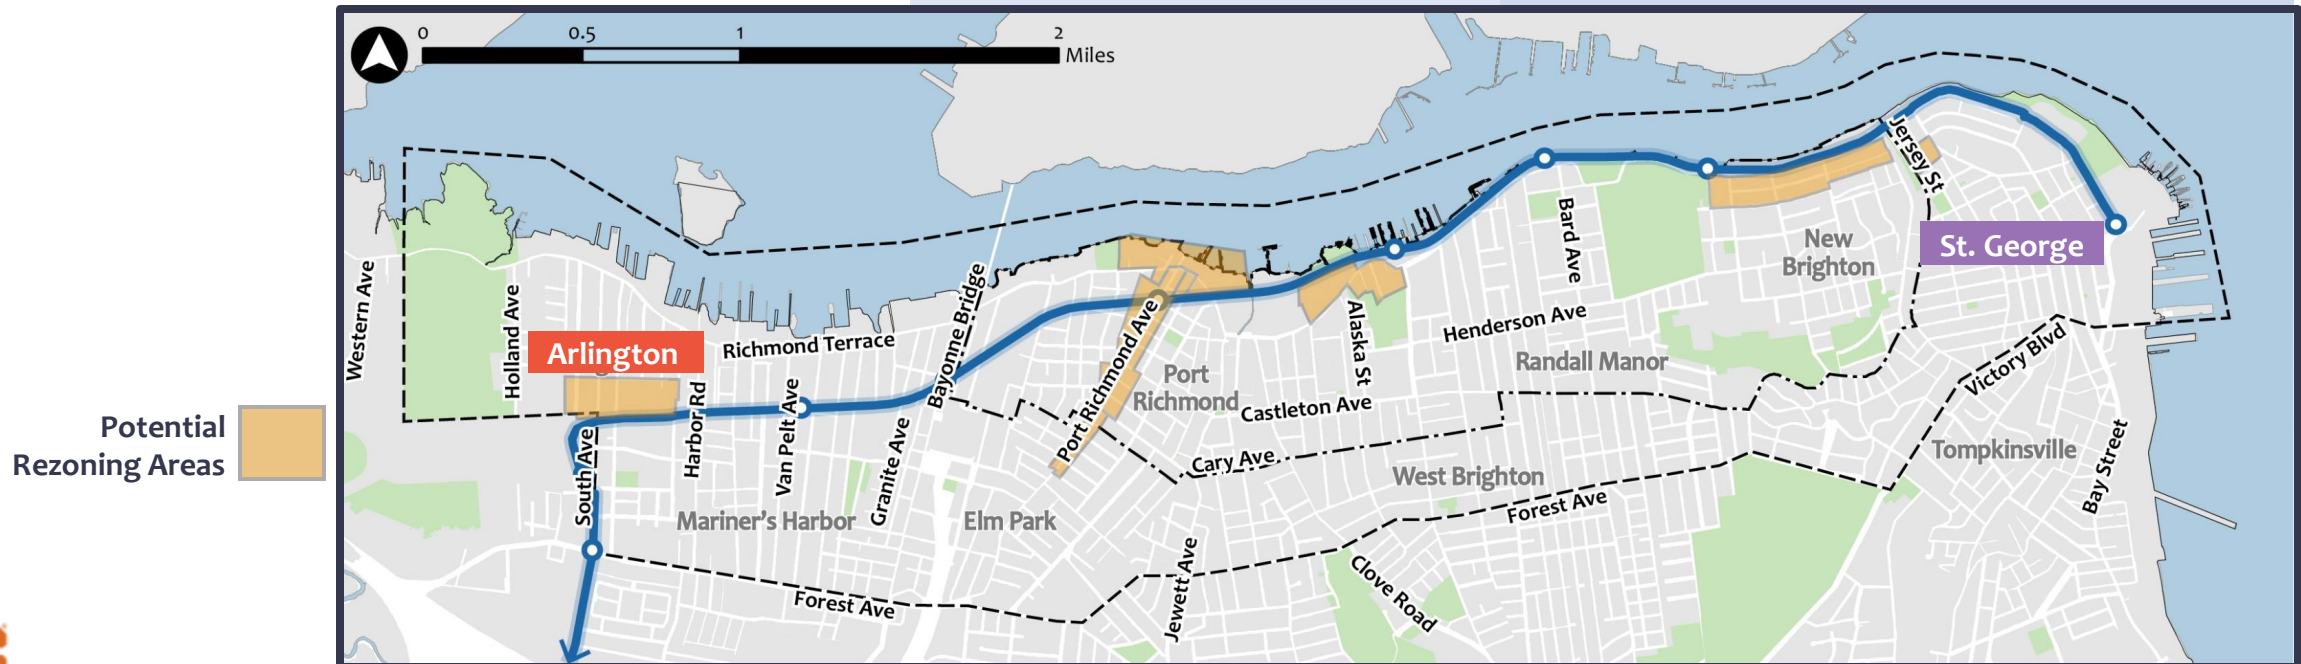 0 0.5 1 2
Miles
Jersey St
Western Ave
Holland Ave
Bayonne Bridge
Bard Ave
New
Brighton
St. George
Arlington
Richmond Terrace
Port Richmond Ave
Alaska St
Henderson Ave
Port
Richmond
Randall Manor
Victory Blvd
Harbor Rd
Van Pelt Ave
Granite Ave
Castleton Ave
Potential
Rezoning Areas
South Ave
Cary Ave
West Brighton
Tompkinsville
Bay Street
Mariner's Harbor
Elm Park
Forest Ave
Jewett Ave
Clove Road
Forest Ave